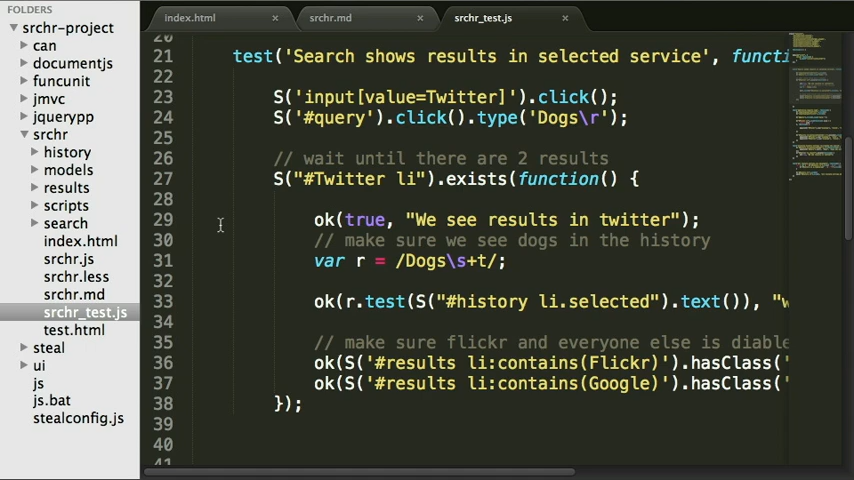 FOLDERS
srchr-project
can
documentjs
funcunit
jmvc
jquerypp
srchr
history
models
results
scripts
search
index.html
srchr.js
srchr.less
srchr.md
srchr_test.js
test.html
steal
ui
js
js.bat
stealconfig.js
index.html ×
srchr.md ×
srchr_test.js ×
20
21 test('Search shows results in selected service', functi
22
23 S('input[value=Twitter]').click();
24 S('#query').click().type('Dogs\r');
25
26 // wait until there are 2 results
27 S("#Twitter li").exists(function() {
28
29 ok(true, "We see results in twitter");
30 // make sure we see dogs in the history
31 var r = /Dogs\s+t/;
32
33 ok(r.test(S("#history li.selected").text()), "w
34
35 // make sure flickr and everyone else is diable
36 ok(S('#results li:contains(Flickr)').hasClass('
37 ok(S('#results li:contains(Google)').hasClass('
38 });
39
40
41